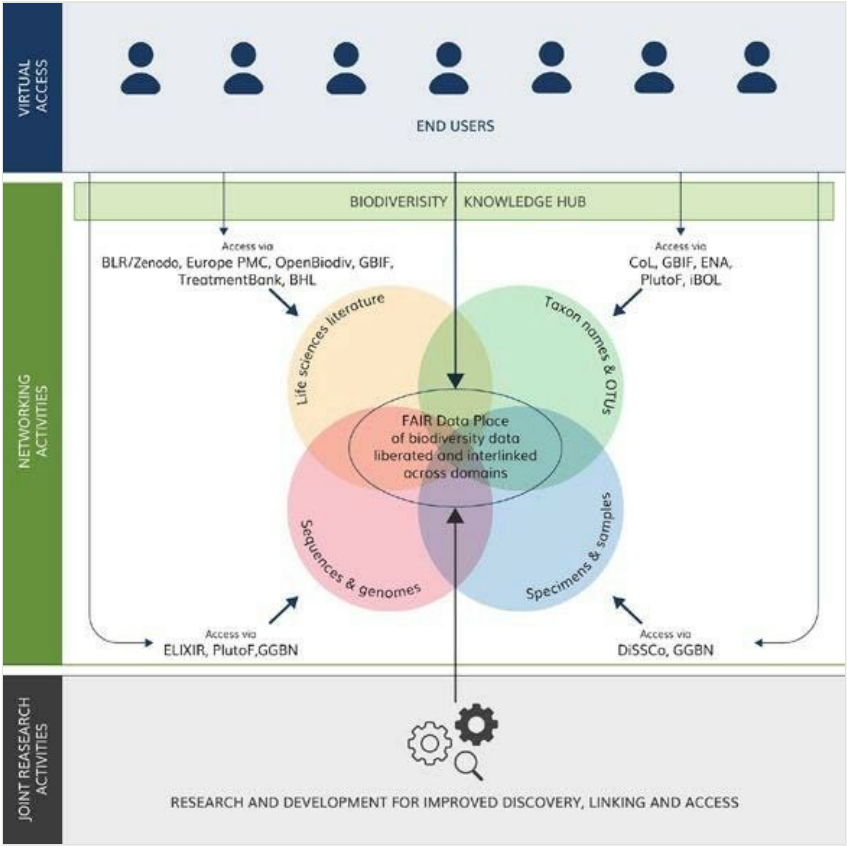 VIRTUAL
ACCESS
END USERS
NETWORKING
ACTIVITIES
BIODIVERISITY KNOWLEDGE HUB
Access via
BLR/Zenodo, Europe PMC, OpenBiodiv, GBIF,
TreatmentBank, BHL
Access via
CoL, GBIF, ENA,
PlutoF, iBOL
Life sciences literature
Taxon names & OTUs
FAIR Data Place
of biodiversity data
liberated and interlinked
across domains
Sequences & genomes
Specimens & samples
Access via
ELIXIR, PlutoF,GGBN
Access via
DiSSCo, GGBN
JOINT REASEARCH
ACTIVITIES
RESEARCH AND DEVELOPMENT FOR IMPROVED DISCOVERY, LINKING AND ACCESS